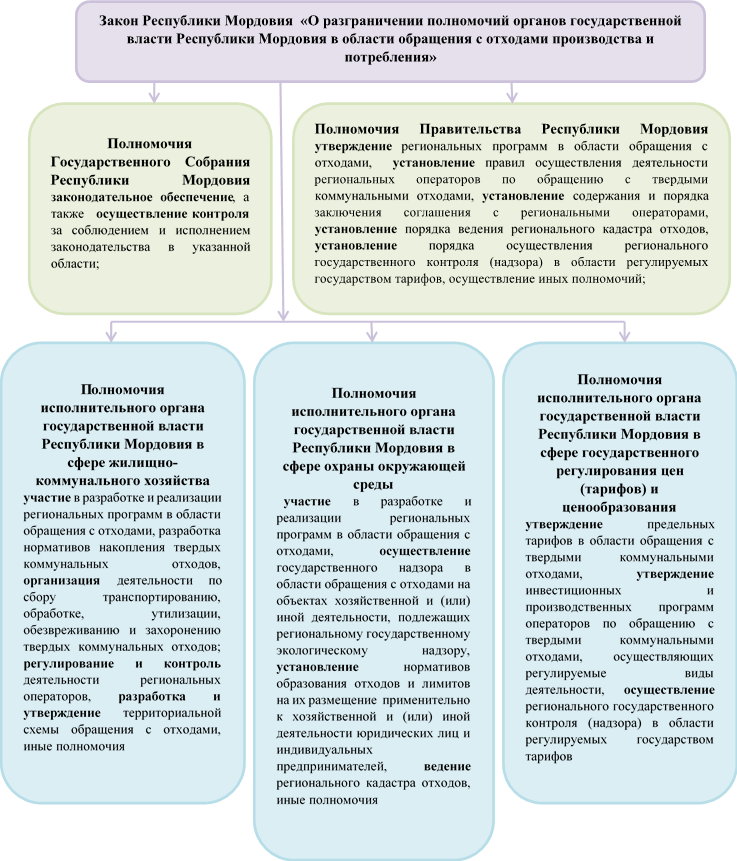 Закон Республики Мордовия «О разграничении полномочий органов государственной
власти Республики Мордовия в области обращения с отходами производства и
потребления»
Полномочия
Государственного Собрания
Республики Мордовия
законодательное обеспечение, а
также осуществление контроля
за соблюдением и исполнением
законодательства в указанной
области;
Полномочия Правительства Республики Мордовия
утверждение региональных программ в области обращения с
отходами, установление правил осуществления деятельности
региональных операторов по обращению с твердыми
коммунальными отходами, установление содержания и порядка
заключения соглашения с региональными операторами,
установление порядка ведения регионального кадастра отходов,
установление порядка осуществления регионального
государственного контроля (надзора) в области регулируемых
государством тарифов, осуществление иных полномочий;
Полномочия
исполнительного органа
государственной власти
Республики Мордовия в
сфере жилищно-
коммунального хозяйства
участие в разработке и реализации
региональных программ в области
обращения с отходами, разработка
нормативов накопления твердых
коммунальных отходов,
организация деятельности по
сбору транспортированию,
обработке, утилизации,
обезвреживанию и захоронению
твердых коммунальных отходов;
регулирование и контроль
деятельности региональных
операторов, разработка и
утверждение территориальной
схемы обращения с отходами,
иные полномочия
Полномочия
исполнительного органа
государственной власти
Республики Мордовия в
сфере охраны окружающей
среды
участие в разработке и
реализации региональных
программ в области обращения с
отходами, осуществление
государственного надзора в
области обращения с отходами на
объектах хозяйственной и (или)
иной деятельности, подлежащих
региональному государственному
экологическому надзору,
установление нормативов
образования отходов и лимитов
на их размещение применительно
к хозяйственной и (или) иной
деятельности юридических лиц и
индивидуальных
предпринимателей, ведение
регионального кадастра отходов,
иные полномочия
Полномочия
исполнительного органа
государственной власти
Республики Мордовия в
сфере государственного
регулирования цен
(тарифов) и
ценообразования
утверждение предельных
тарифов в области обращения с
твердыми коммунальными
отходами, утверждение
инвестиционных и
производственных программ
операторов по обращению с
твердыми коммунальными
отходами, осуществляющих
регулируемые виды
деятельности, осуществление
регионального государственного
контроля (надзора) в области
регулируемых государством
тарифов